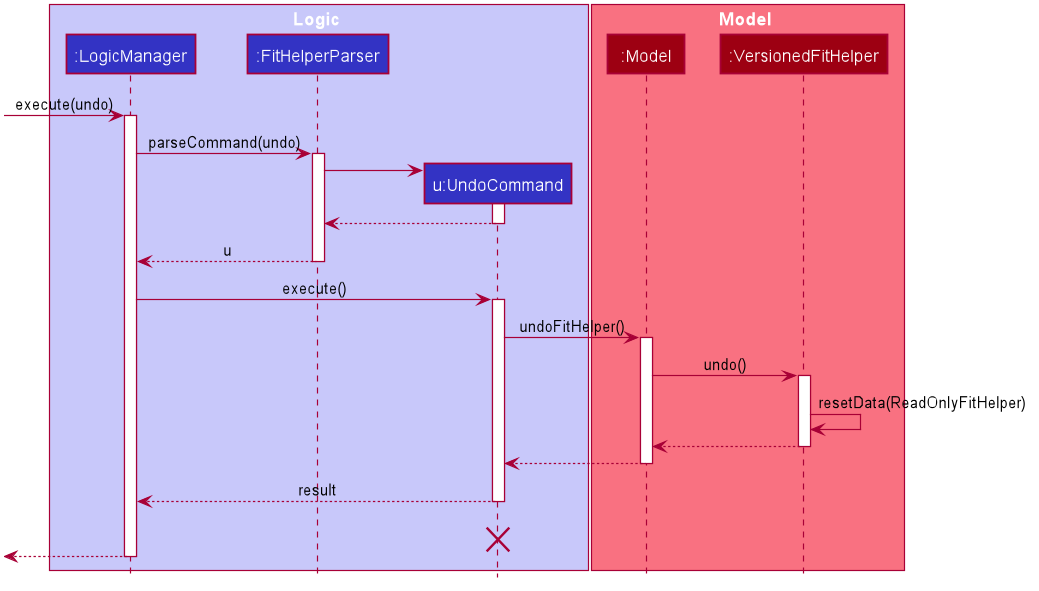 Logic
Model
:LogicManager
:FitHelperParser
:Model
:VersionedFitHelper
execute(undo)
parseCommand(undo)
u:UndoCommand
u
execute()
undoFitHelper()
undo()
resetData(ReadOnlyFitHelper)
result